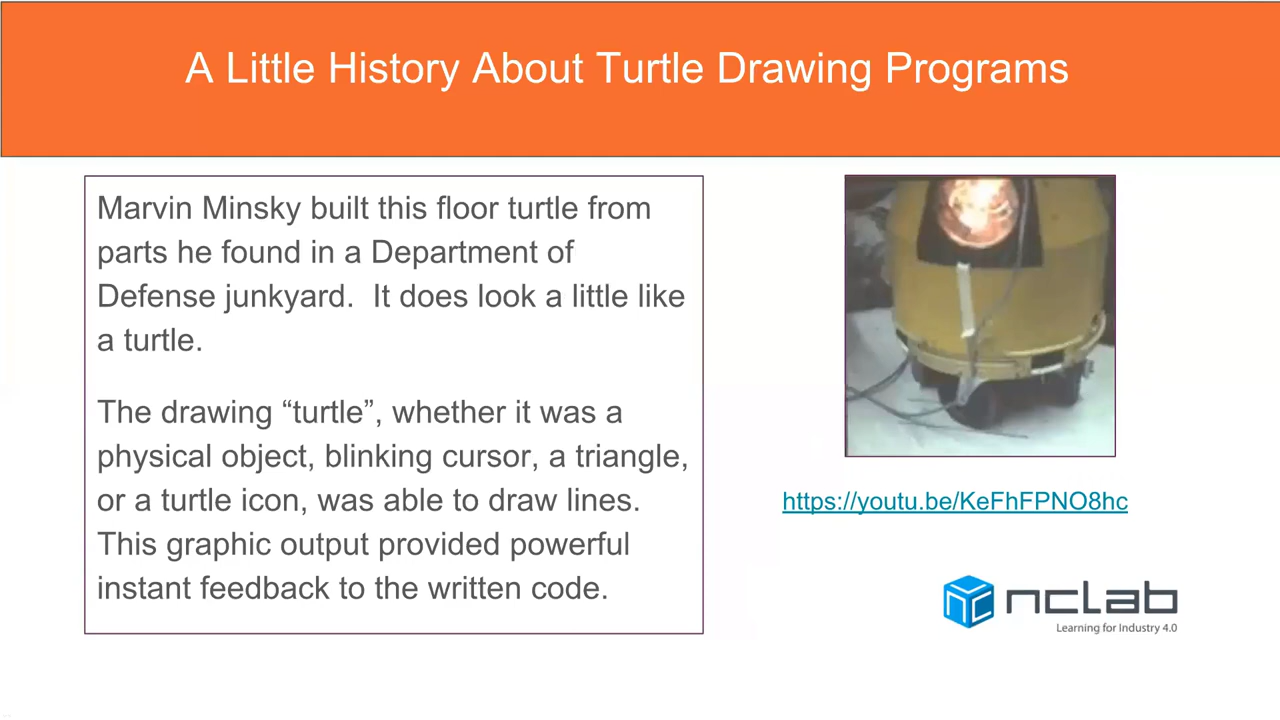 A Little History About Turtle Drawing Programs
Marvin Minsky built this floor turtle from
parts he found in a Department of
Defense junkyard.  It does look a little like
a turtle.
The drawing “turtle”, whether it was a
physical object, blinking cursor, a triangle,
or a turtle icon, was able to draw lines.
This graphic output provided powerful
instant feedback to the written code.
https://youtu.be/KeFhFPNO8hc
nclab
Learning for Industry 4.0